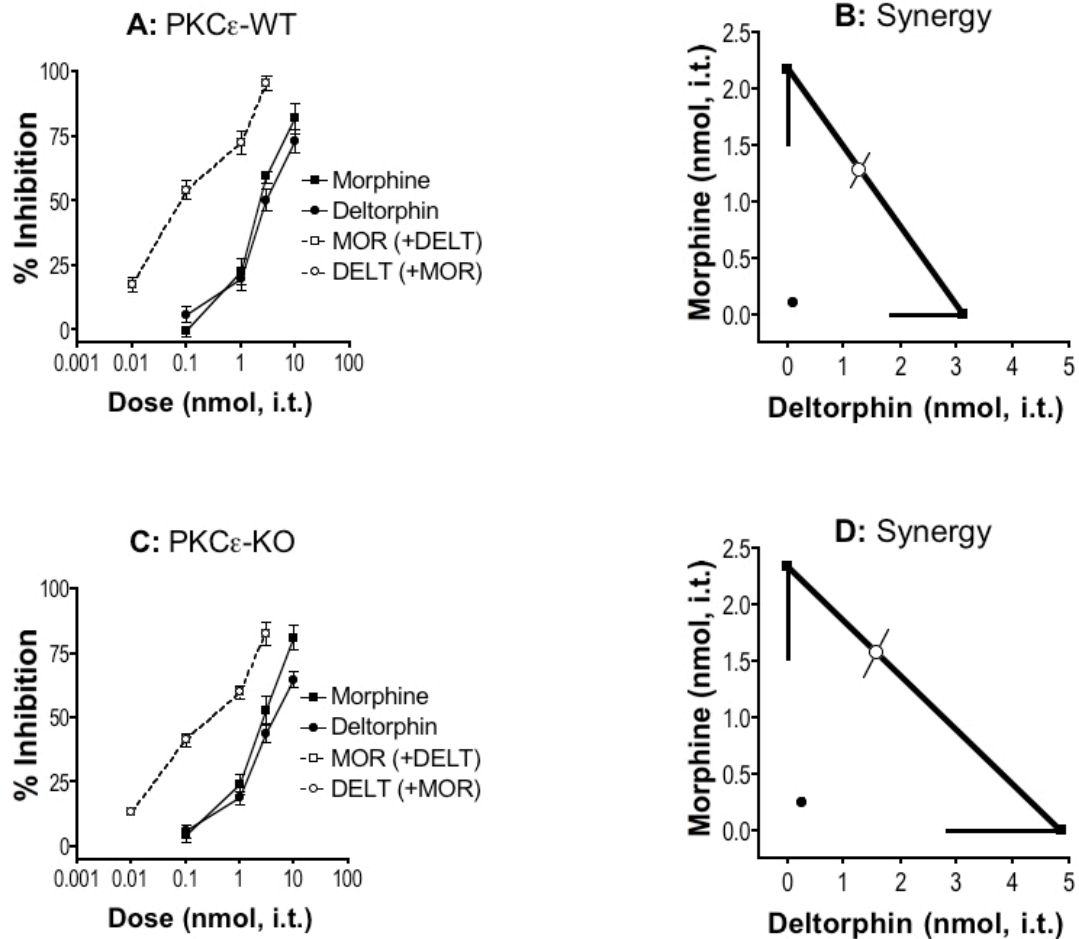 A: PKCε-WT
% Inhibition
100
75
50
25
0
0.001 0.01 0.1 1 10 100
Dose (nmol, i.t.)
Morphine
Deltorphin
MOR (+DELT)
DELT (+MOR)
B: Synergy
Morphine (nmol, i.t.)
2.5
2.0
1.5
1.0
0.5
0.0
0 1 2 3 4 5
Deltorphin (nmol, i.t.)
C: PKCε-KO
% Inhibition
100
75
50
25
0
0.001 0.01 0.1 1 10 100
Dose (nmol, i.t.)
Morphine
Deltorphin
MOR (+DELT)
DELT (+MOR)
D: Synergy
Morphine (nmol, i.t.)
2.5
2.0
1.5
1.0
0.5
0.0
0 1 2 3 4 5
Deltorphin (nmol, i.t.)